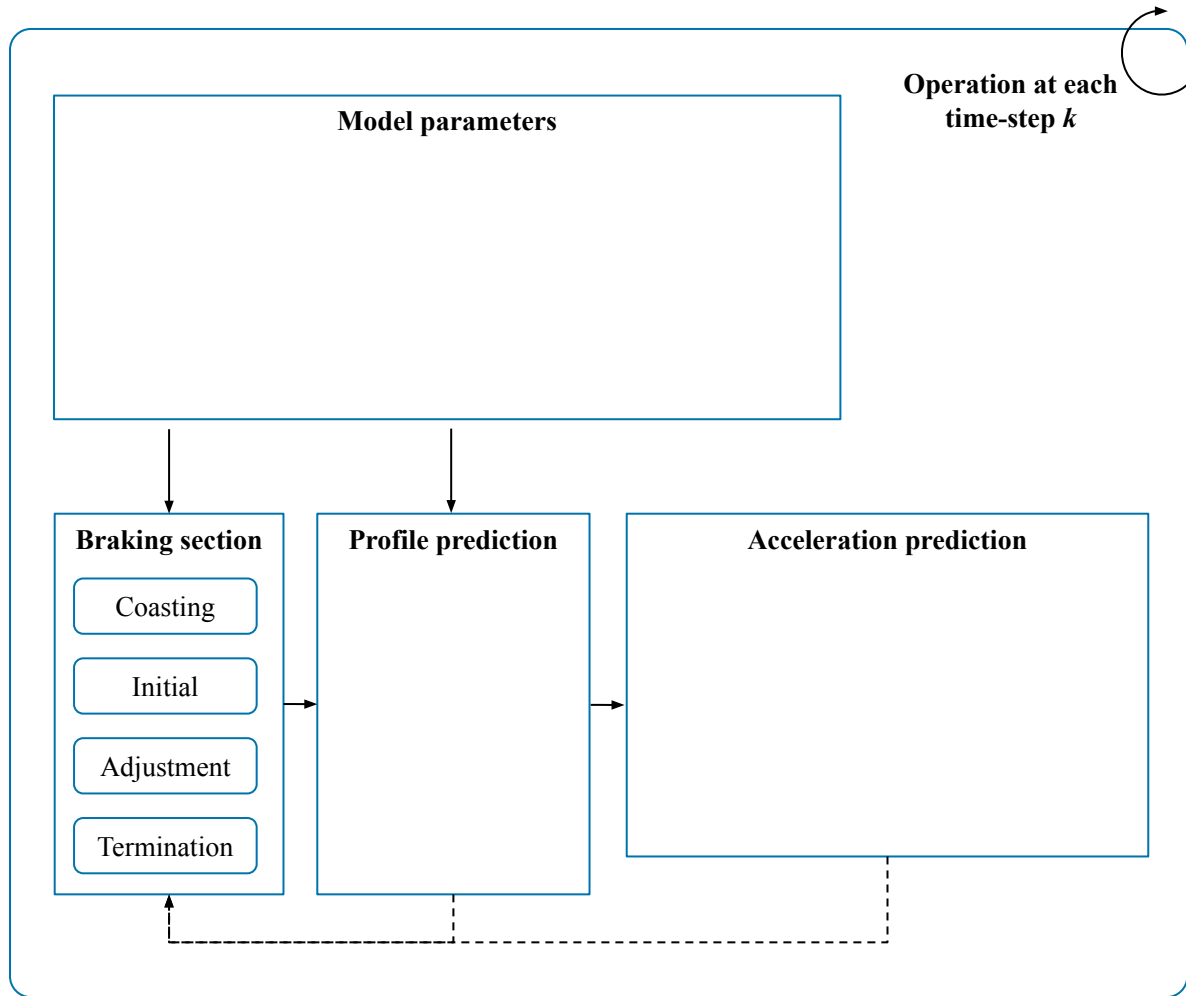 Operation at each
time-step k
Model parameters
Braking section
Coasting
Initial
Adjustment
Termination
Profile prediction
Acceleration prediction